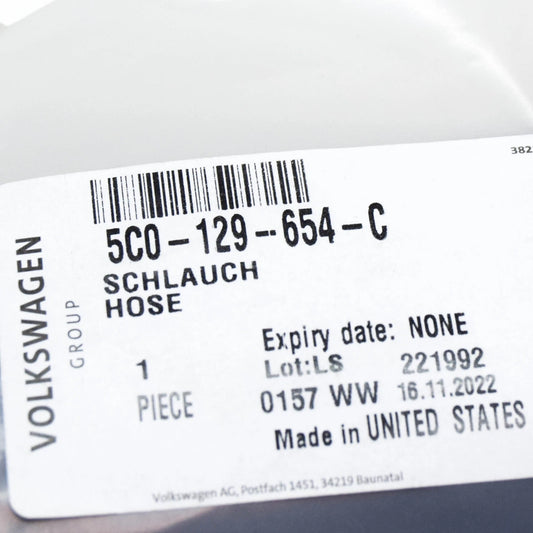 382
5C0-129-654-C
SCHLAUCH
HOSE
VOLKSWAGEN
GROUP
1
PIECE
Expiry date: NONE
Lot:LS 221992
0157 WW 16.11.2022
Made in UNITED STATES
Volkswagen AG, Postfach 1451, 34219 Baunatal